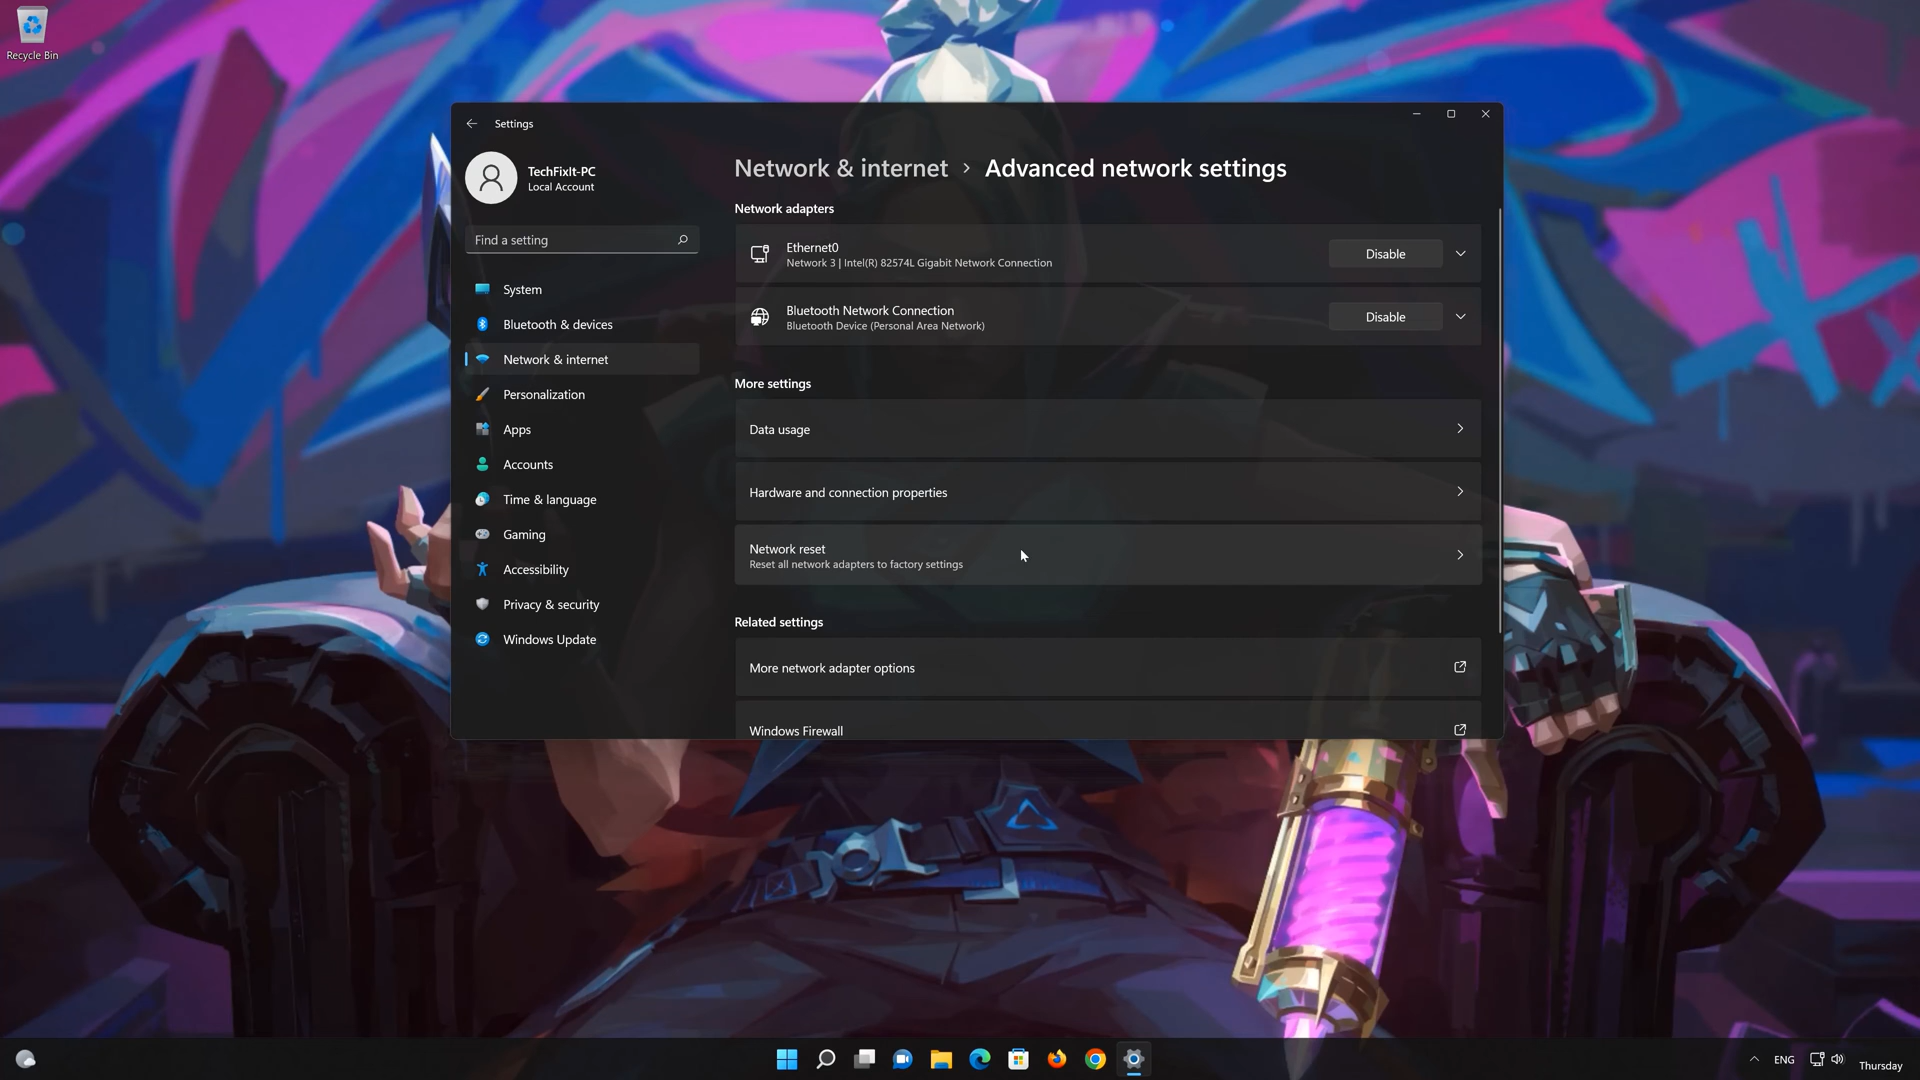 Recycle Bin
Settings
TechFixIt-PC
Local Account
Find a setting
System
Bluetooth & devices
Network & internet
Personalization
Apps
Accounts
Time & language
Gaming
Accessibility
Privacy & security
Windows Update
Network & internet › Advanced network settings
Network adapters
Ethernet0
Network 3 | Intel(R) 82574L Gigabit Network Connection
Disable
Bluetooth Network Connection
Bluetooth Device (Personal Area Network)
Disable
More settings
Data usage
Hardware and connection properties
Network reset
Reset all network adapters to factory settings
Related settings
More network adapter options
Windows Firewall
ENG
Thursday